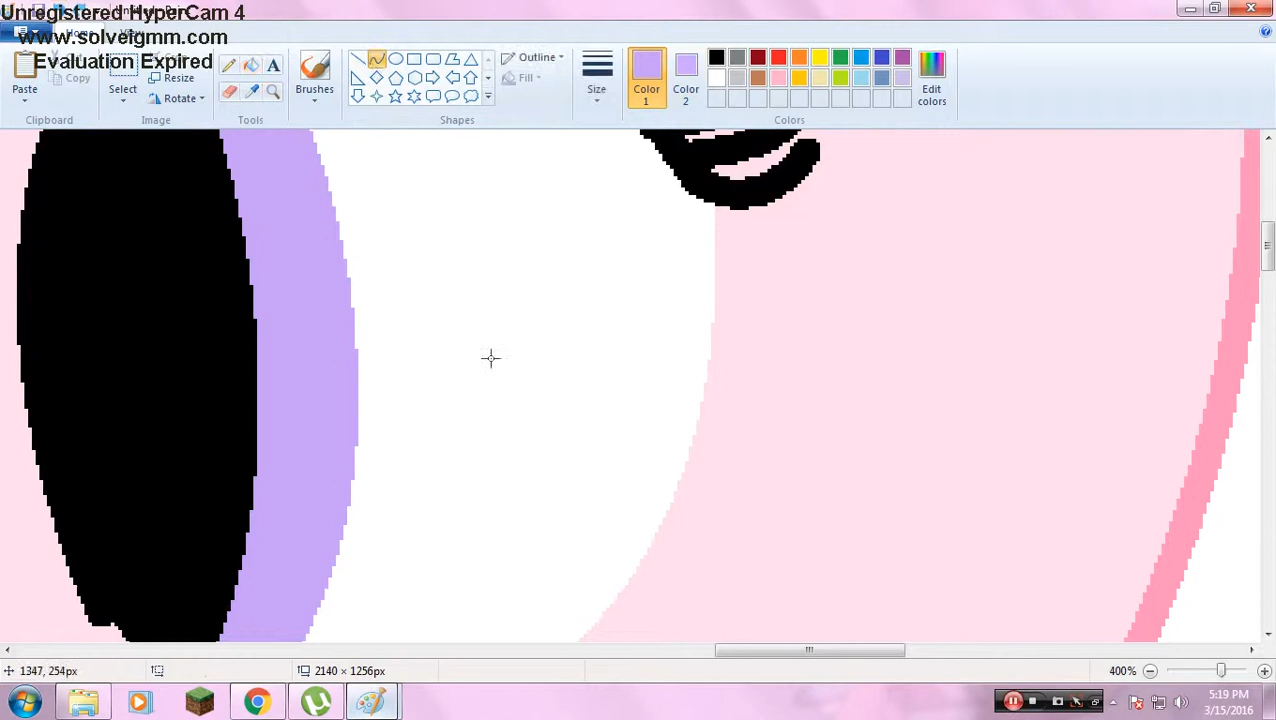 Unregistered HyperCam 4
www.solveigmm.com
Evaluation Expired
Paste
Copy
Clipboard
Select
Resize
Rotate
Image
Tools
Brushes
Shapes
Outline
Fill
Size
Color 1
Color 2
Edit colors
Colors
1347, 254px
2140 × 1256px
400%
5:19 PM
3/15/2016